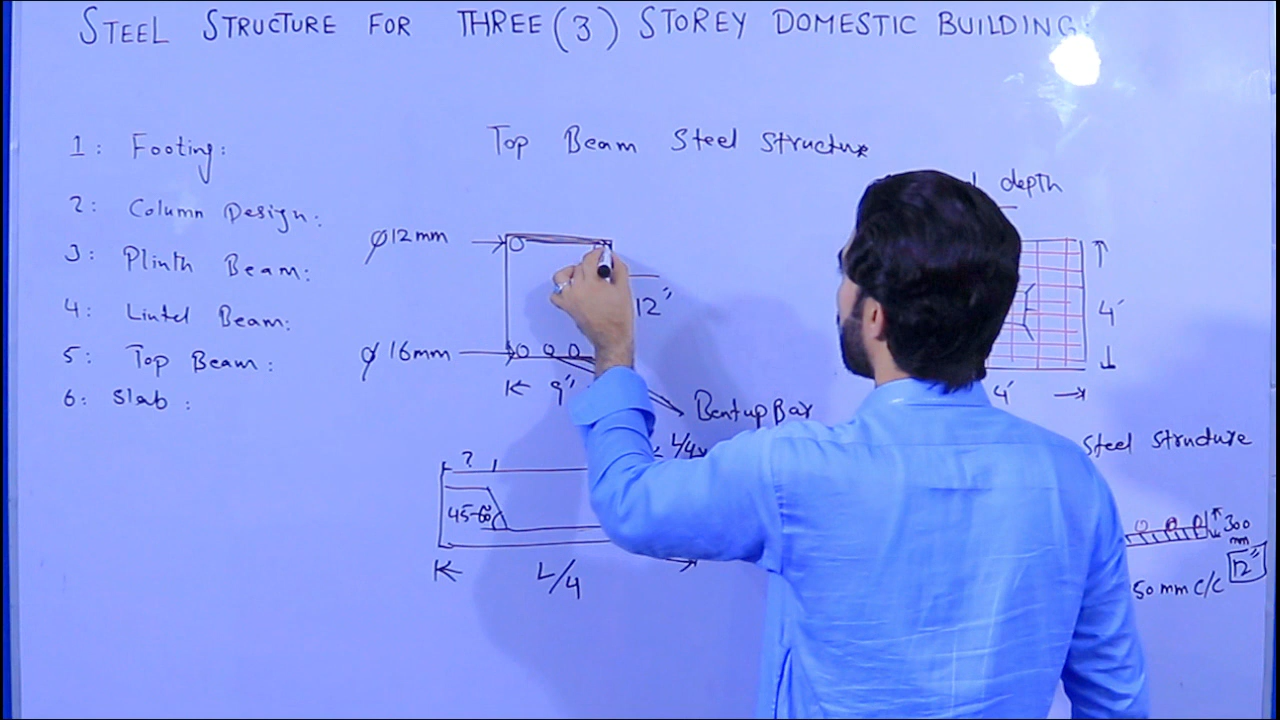 STEEL STRUCTURE FOR THREE (3) STOREY DOMESTIC BUILDING:
1: Footing:
2: Column Design:
3: Plinth Beam:
4: Lintel Beam:
5: Top Beam:
6: Slab:
Top Beam Steel Structure
φ12mm
12"
φ16mm
9"
Bentup Bar
L/4
?
45-60
L/4
depth
4'
4'
Steel Structure
300
mm
12"
50mm C/C